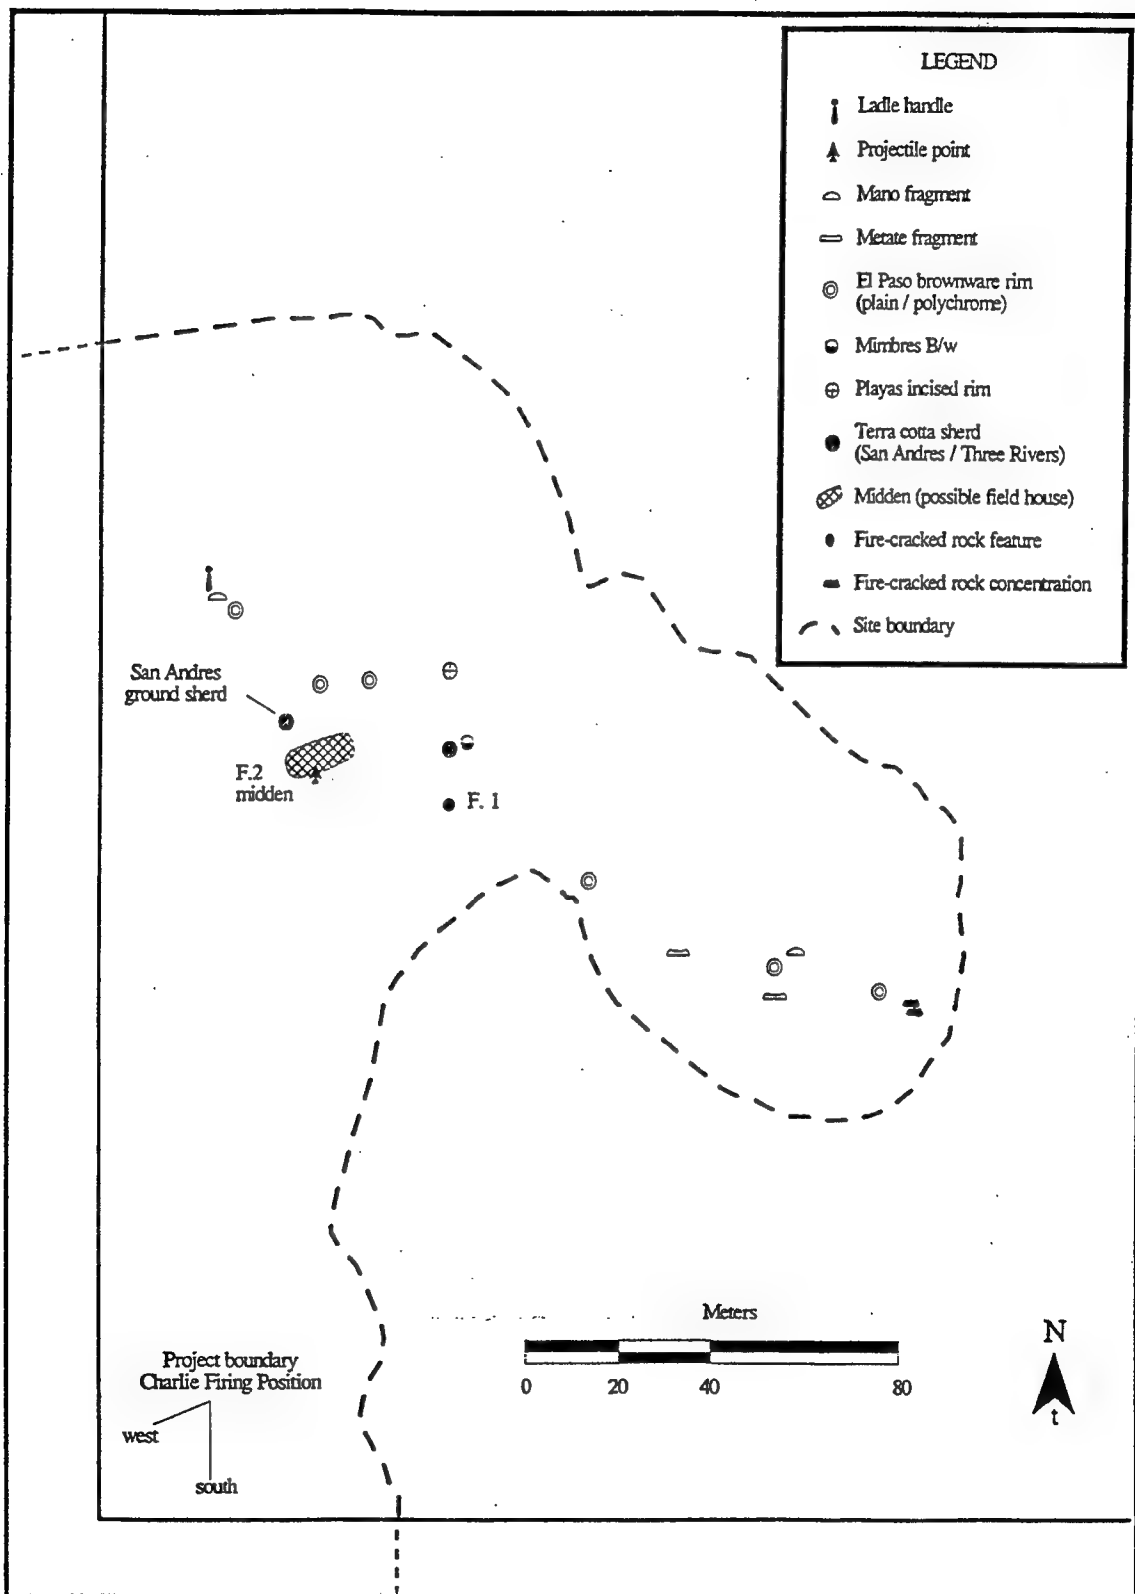 LEGEND
Ladle handle
Projectile point
Mano fragment
Metate fragment
El Paso brownware rim
(plain / polychrome)
Mimbres B/w
Playas incised rim
Terra cotta sherd
(San Andres / Three Rivers)
Midden (possible field house)
Fire-cracked rock feature
Fire-cracked rock concentration
Site boundary
San Andres
ground sherd
F.2
midden
F. 1
Meters
0 20 40 80
N
t
Project boundary
Charlie Firing Position
west
south